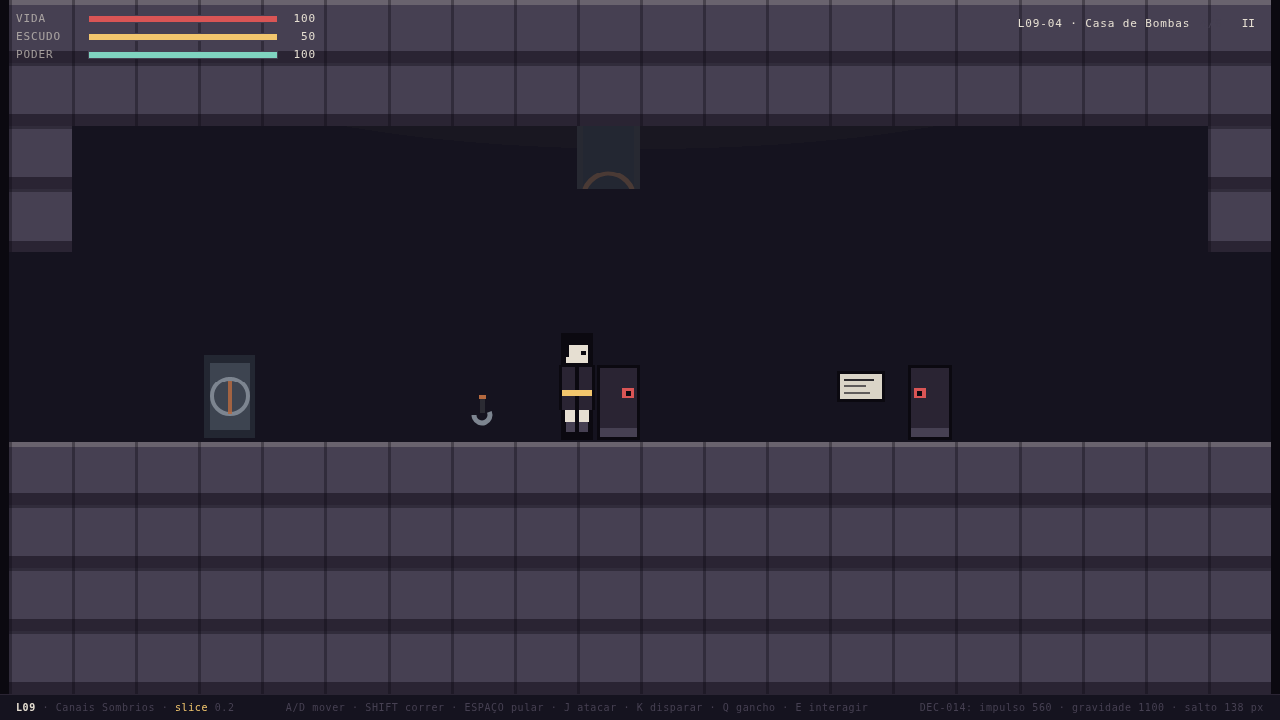 VIDA 100
L09-04 · Casa de Bombas II
ESCUDO 50
PODER 100
L09 · Canais Sombrios · slice 0.2 A/D mover · SHIFT correr · ESPAÇO pular · J atacar · K disparar · Q gancho · E interagir DEC-014: impulso 560 · gravidade 1100 · salto 138 px